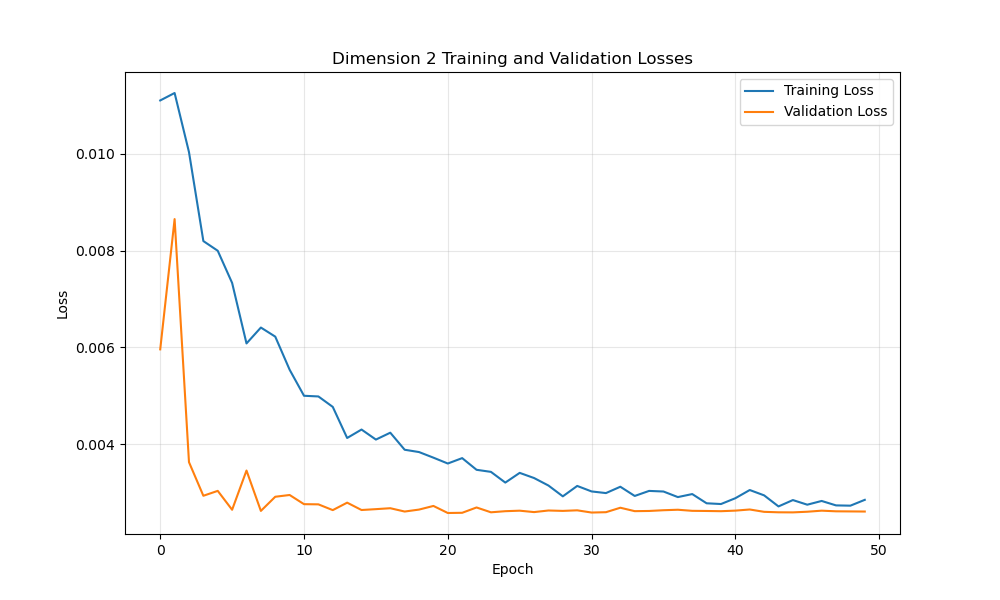 Dimension 2 Training and Validation Losses
Training Loss
Validation Loss
0.010
0.008
0.006
0.004
Loss
0 10 20 30 40 50
Epoch